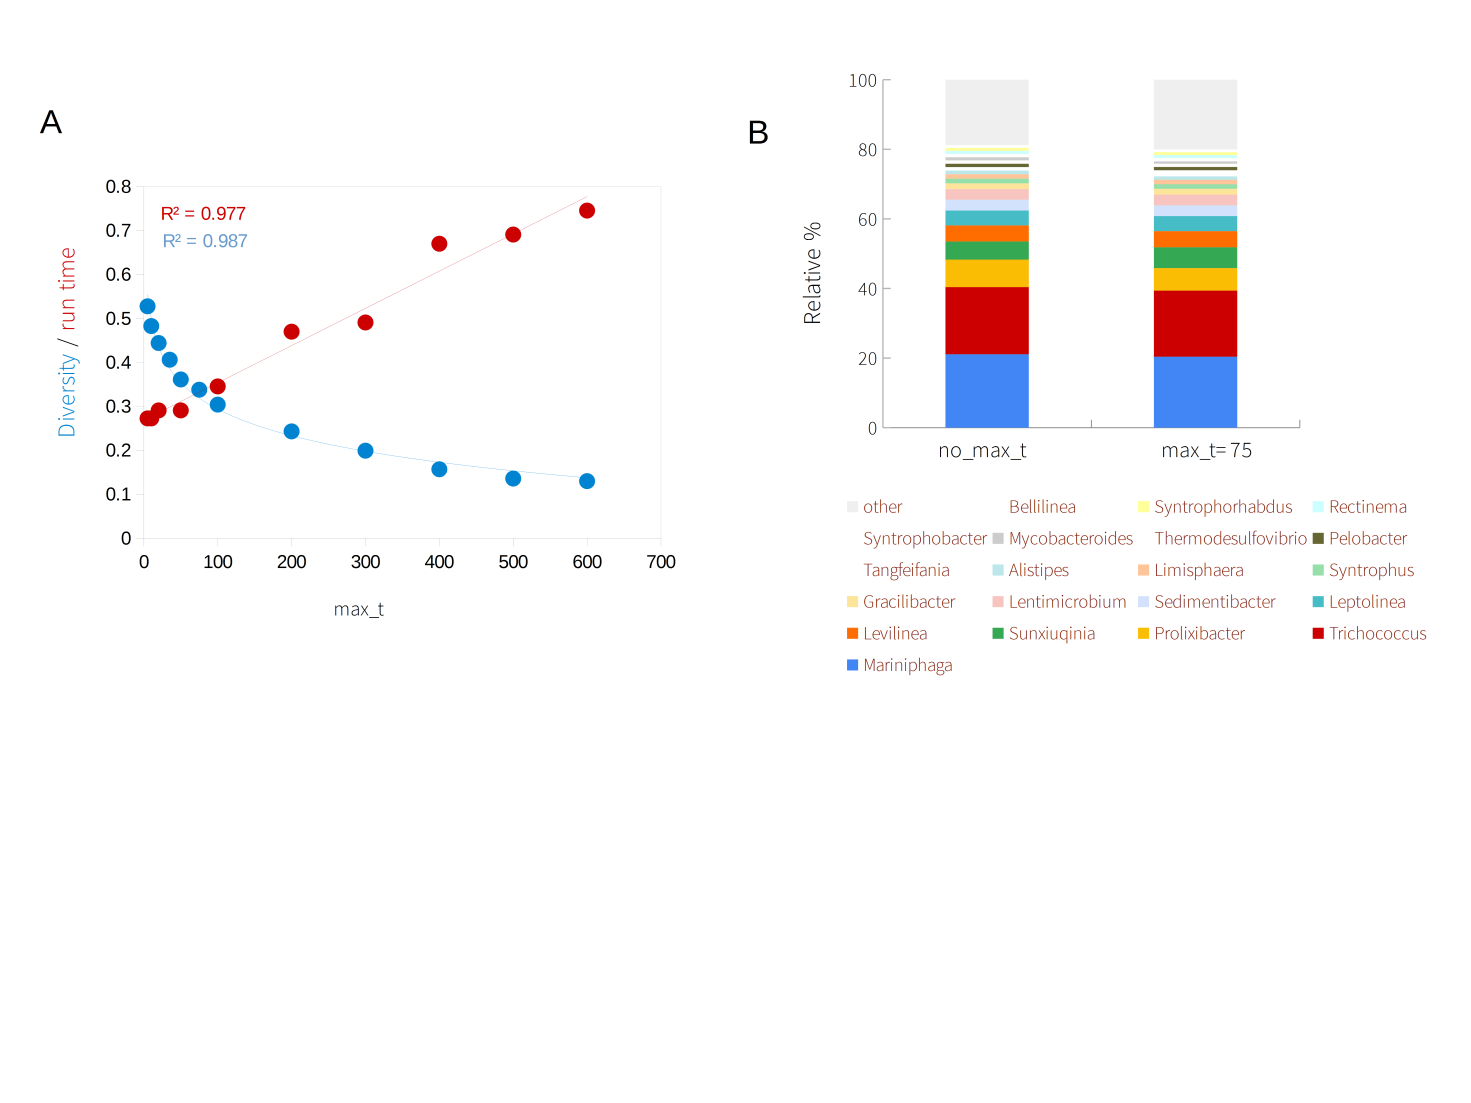 A
0.8
0.7
0.6
0.5
0.4
0.3
0.2
0.1
0
R² = 0.977
R² = 0.987
Diversity / run time
0 100 200 300 400 500 600 700
max_t
B
100
80
60
40
20
0
Relative %
no_max_t max_t= 75
other Bellilinea Syntrophorhabdus Rectinema
Syntrophobacter Mycobacteroides Thermodesulfovibrio Pelobacter
Tangfeifania Alistipes Limisphaera Syntrophus
Gracilibacter Lentimicrobium Sedimentibacter Leptolinea
Levilinea Sunxiuqinia Prolixibacter Trichococcus
Mariniphaga